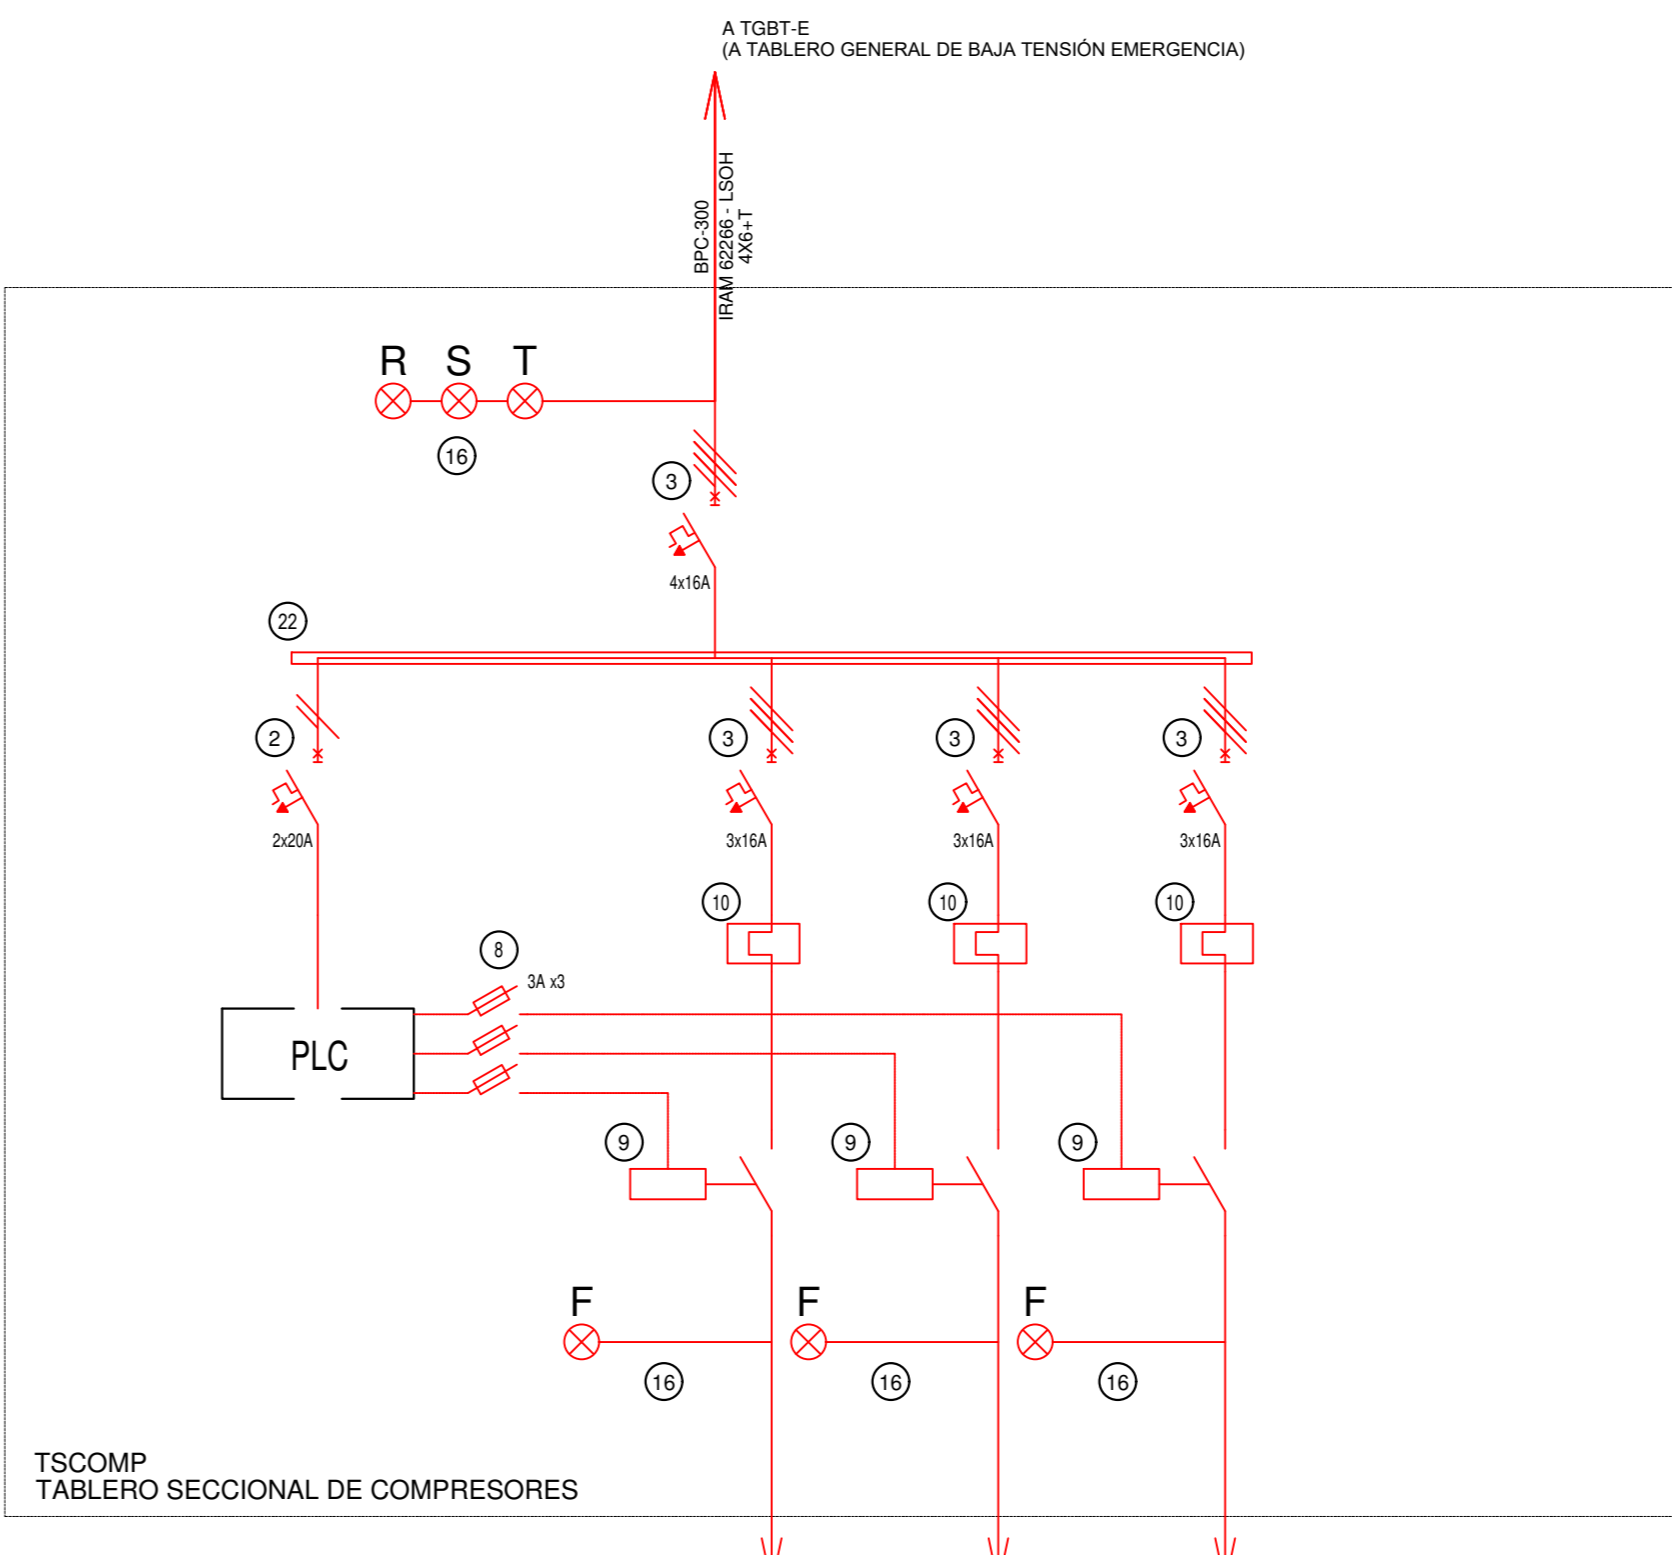 A TGBT-E
(A TABLERO GENERAL DE BAJA TENSIÓN EMERGENCIA)
BPC-300
IRAM 62266 - LSOH
4X6+T
R S T
16
3
4x16A
22
2
3
3
3
2x20A
3x16A
3x16A
3x16A
10
10
10
8
3A x3
PLC
9
9
9
F
F
F
16
16
16
TSCOMP
TABLERO SECCIONAL DE COMPRESORES